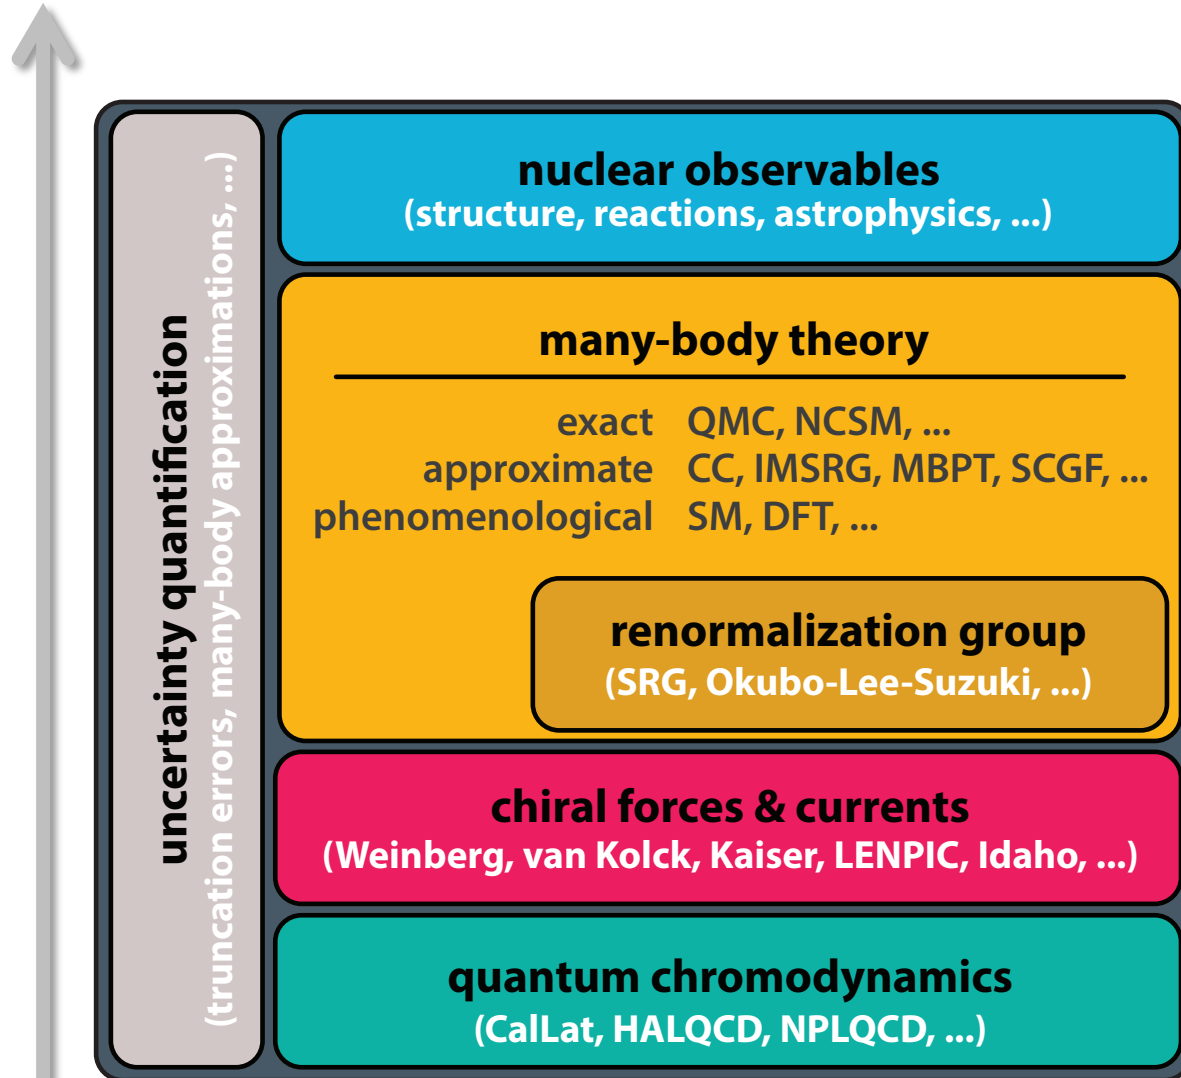 uncertainty quantification
(truncation errors, many-body approximations, ...)
nuclear observables
(structure, reactions, astrophysics, ...)
many-body theory
exact QMC, NCSM, ...
approximate CC, IMSRG, MBPT, SCGF, ...
phenomenological SM, DFT, ...
renormalization group
(SRG, Okubo-Lee-Suzuki, ...)
chiral forces & currents
(Weinberg, van Kolck, Kaiser, LENPIC, Idaho, ...)
quantum chromodynamics
(CalLat, HALQCD, NPLQCD, ...)